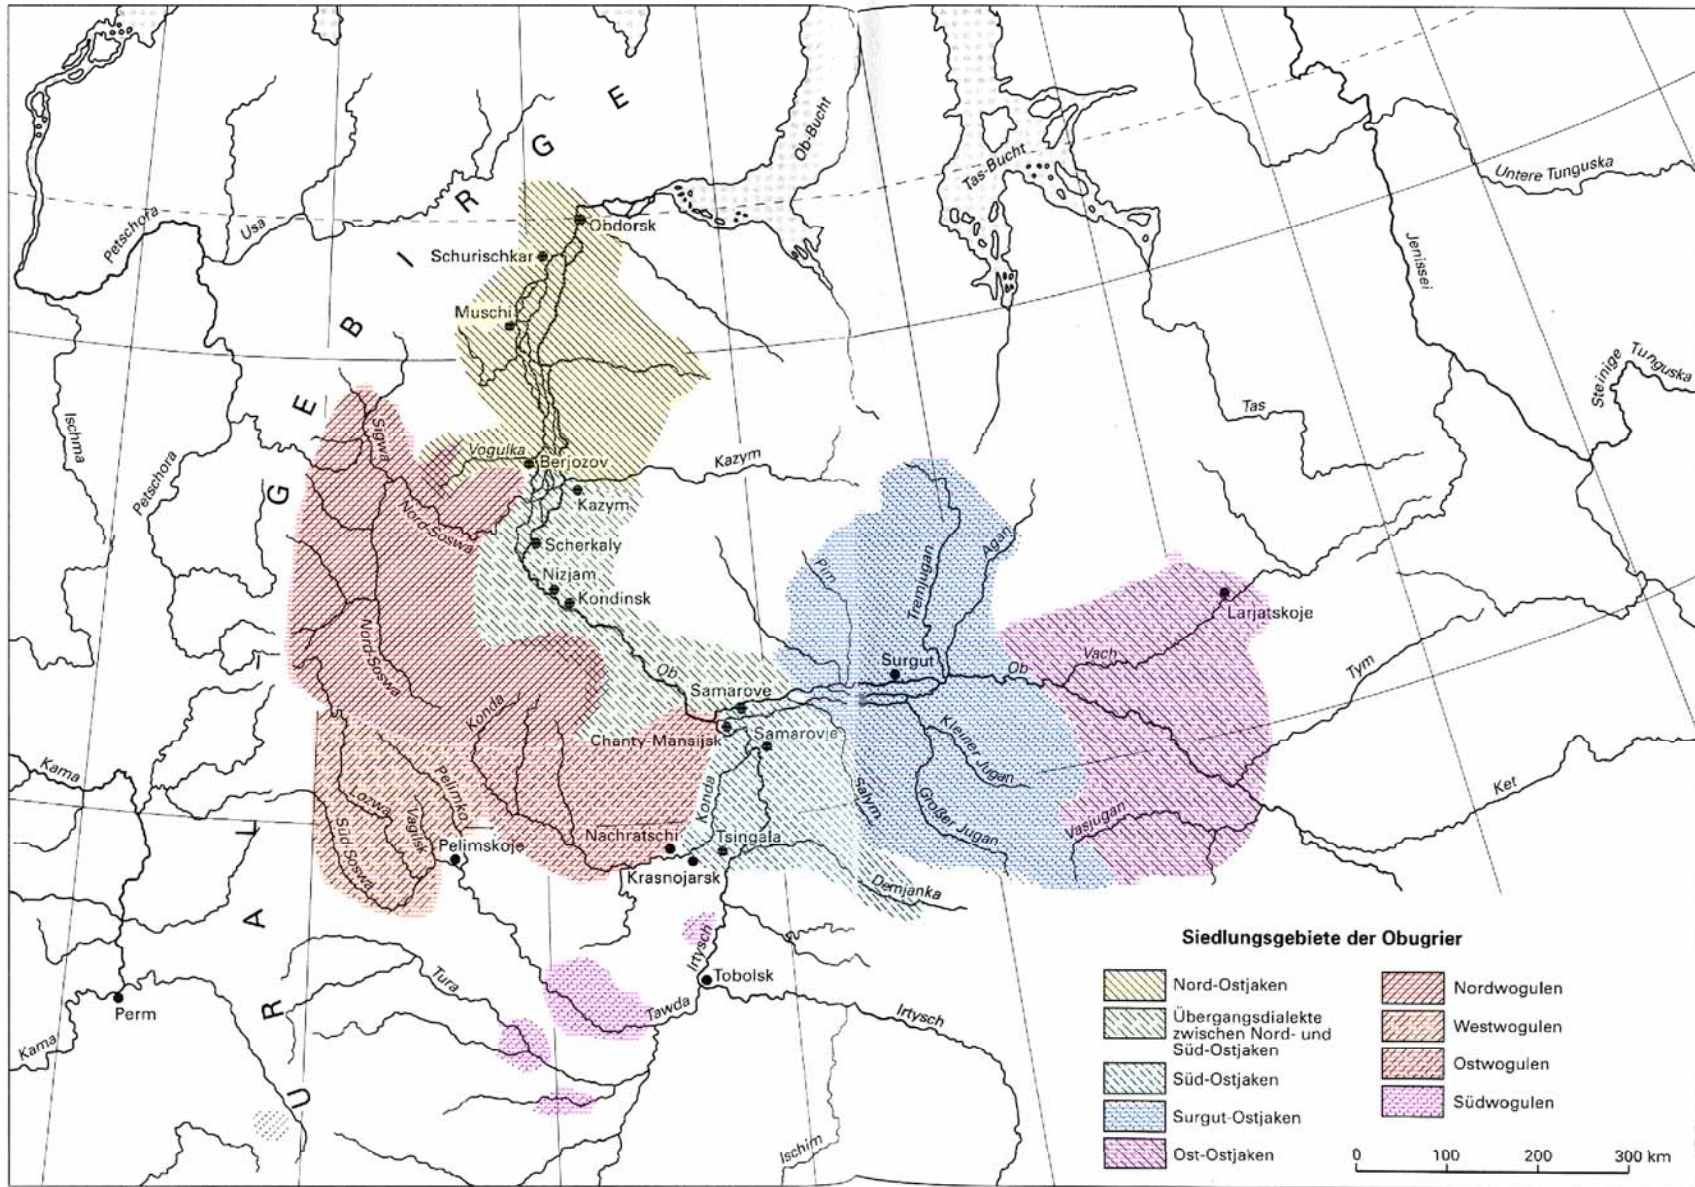 E
G
R
I
B
E
G
L
A
R
U
Ob-Bucht
Tas-Bucht
Untere Tunguska
Petschora
Usa
Jenissei
Obdorsk
Schurischkar
Muschi
Steinige Tunguska
Ischma
Petschora
Sigwa
Tas
Vogulka
Berjozov
Kazym
Kazym
Nord-Soswa
Scherkaly
Nizjam
Kondinsk
Pim
Tremjugan
Agan
Larjatskoje
Nord-Soswa
Ob
Surgut
Ob
Vach
Tym
Samarove
Konda
Chanty-Mansijsk
Samarovje
Kleiner Jugan
Kama
Pelimka
Lozwa
Vagilsk
Süd-Soswa
Konda
Salym
Großer Jugan
Vasjugan
Ket
Pelimskoje
Nachratschi
Tsingala
Krasnojarsk
Demjanka
Irtysch
Tobolsk
Tura
Tawda
Irtysch
Perm
Kama
Ischim
Siedlungsgebiete der Obugrier
Nord-Ostjaken
Übergangsdialekte
zwischen Nord- und
Süd-Ostjaken
Süd-Ostjaken
Surgut-Ostjaken
Ost-Ostjaken
Nordwogulen
Westwogulen
Ostwogulen
Südwogulen
0 100 200 300 km